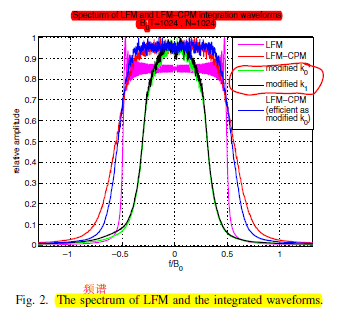 Spectum of LFM and LFM-CPM integration waveforms
(B₀T=1024, N=1024)
LFM
LFM-CPM
modified k₀
modified k₁
LFM-CPM
(efficient as
modified k₀)
relative amplitude
1
0.9
0.8
0.7
0.6
0.5
0.4
0.3
0.2
0.1
0
−1
−0.5
0
0.5
1
f/B₀
频谱
Fig. 2. The spectrum of LFM and the integrated waveforms.